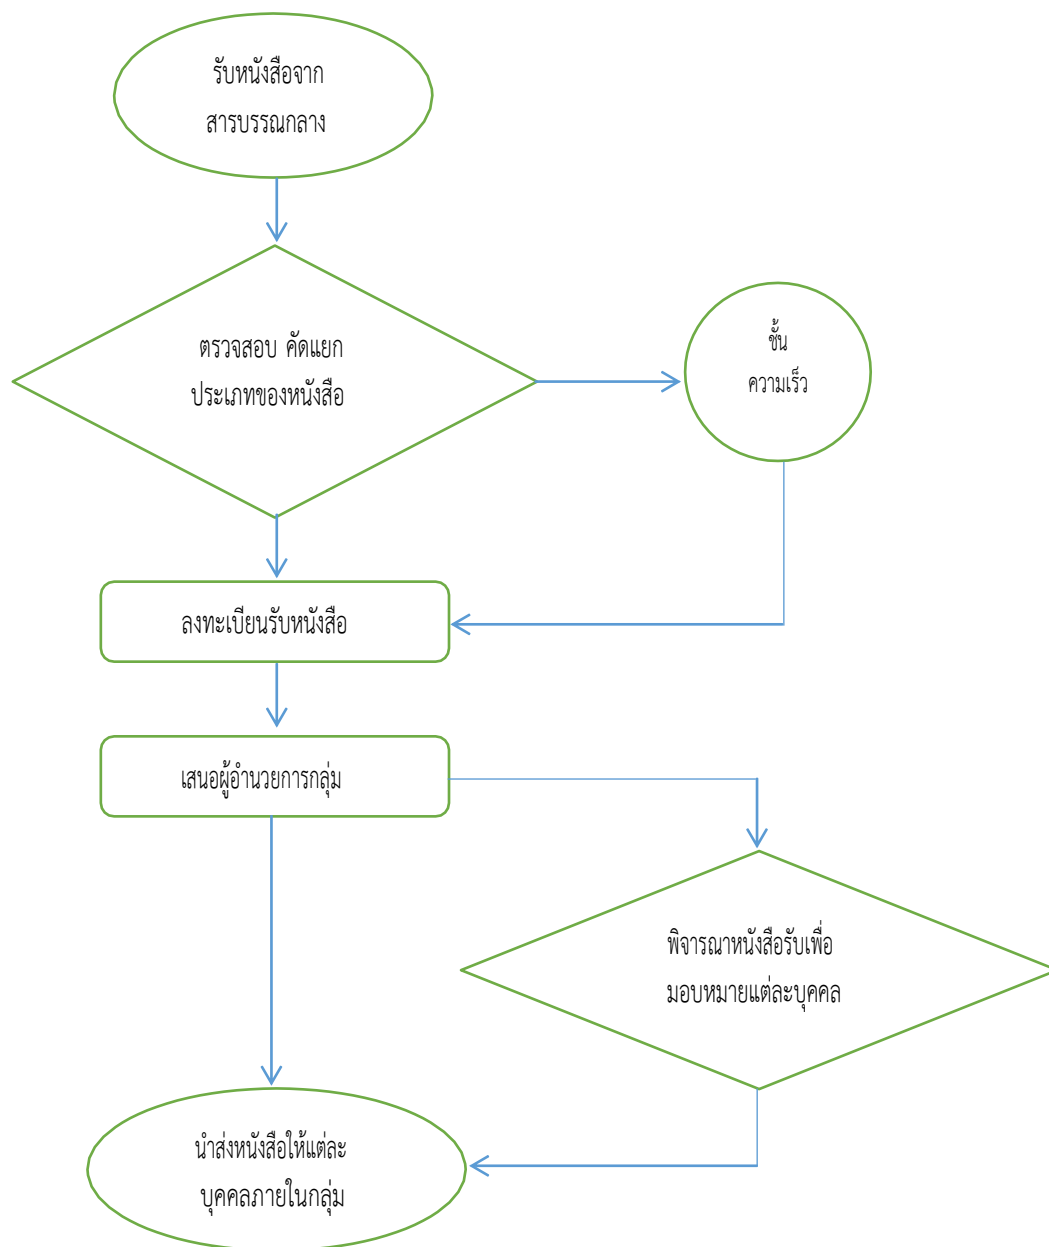 รับหนังสือจาก
สารบรรณกลาง
ตรวจสอบ คัดแยก
ประเภทของหนังสือ
ชั้น
ความเร็ว
ลงทะเบียนรับหนังสือ
เสนอผู้อำนวยการกลุ่ม
พิจารณาหนังสือรับเพื่อ
มอบหมายแต่ละบุคคล
นำส่งหนังสือให้แต่ละ
บุคคลภายในกลุ่ม